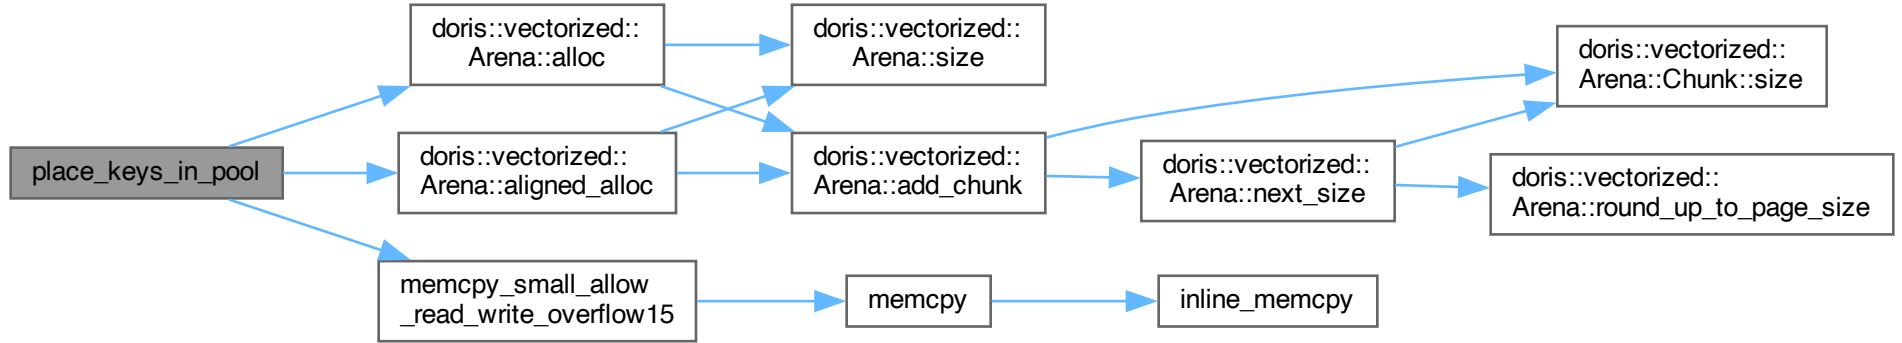 place_keys_in_pool
doris::vectorized::
Arena::alloc
doris::vectorized::
Arena::aligned_alloc
memcpy_small_allow
_read_write_overflow15
doris::vectorized::
Arena::size
doris::vectorized::
Arena::add_chunk
memcpy
doris::vectorized::
Arena::next_size
inline_memcpy
doris::vectorized::
Arena::Chunk::size
doris::vectorized::
Arena::round_up_to_page_size